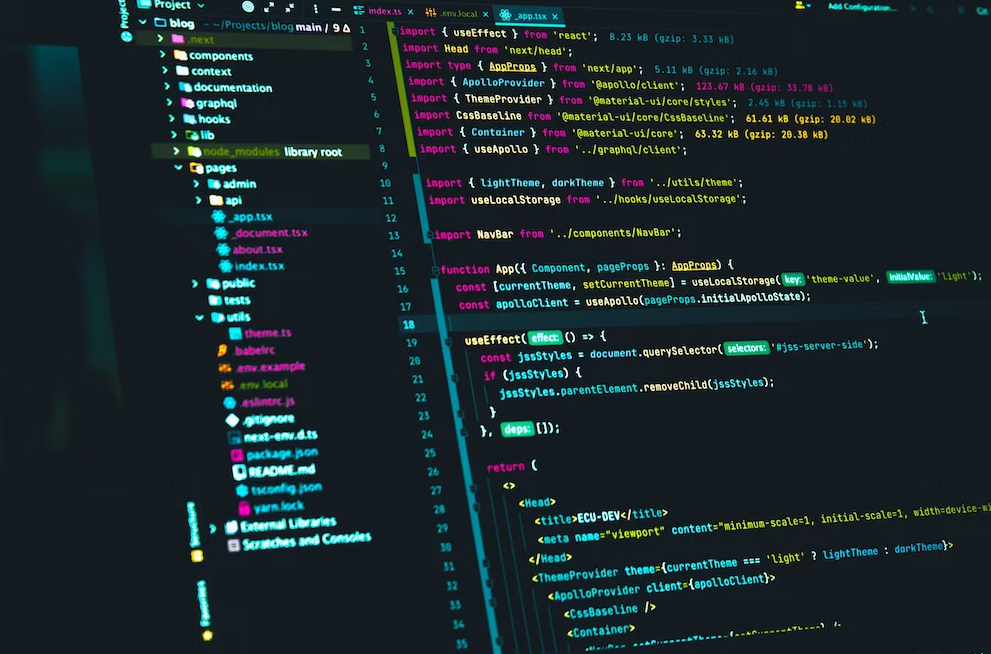 Project
blog ~/Projects/blog main / 9 Δ
.next
components
context
documentation
graphql
hooks
lib
node_modules library root
pages
admin
api
_app.tsx
_document.tsx
about.tsx
index.tsx
public
tests
utils
theme.ts
.babelrc
.env.example
.env.local
.eslintrc.js
.gitignore
next-env.d.ts
package.json
README.md
tsconfig.json
yarn.lock
External Libraries
Scratches and Consoles
Structure
Favorites
index.ts × .env.local × _app.tsx ×
Add Configuration...
Git
1 import { useEffect } from 'react'; 8.23 kB (gzip: 3.33 kB)
2 import Head from 'next/head';
3 import type { AppProps } from 'next/app'; 5.11 kB (gzip: 2.16 kB)
4 import { ApolloProvider } from '@apollo/client'; 123.67 kB (gzip: 33.78 kB)
5 import { ThemeProvider } from '@material-ui/core/styles'; 2.45 kB (gzip: 1.15 kB)
6 import CssBaseline from '@material-ui/core/CssBaseline'; 61.61 kB (gzip: 20.02 kB)
7 import { Container } from '@material-ui/core'; 63.32 kB (gzip: 20.38 kB)
8 import { useApollo } from '../graphql/client';
9
10 import { lightTheme, darkTheme } from '../utils/theme';
11 import useLocalStorage from '../hooks/useLocalStorage';
12
13 import NavBar from '../components/NavBar';
14
15 function App({ Component, pageProps }: AppProps) {
16 const [currentTheme, setCurrentTheme] = useLocalStorage( key: 'theme-value', initialValue: 'light');
17 const apolloClient = useApollo(pageProps.initialApolloState);
18
19 useEffect( effect: () => {
20 const jssStyles = document.querySelector( selectors: '#jss-server-side');
21 if (jssStyles) {
22 jssStyles.parentElement.removeChild(jssStyles);
23 }
24 }, deps: []);
25
26 return (
27 <>
28 <Head>
29 <title>ECU-DEV</title>
30 <meta name="viewport" content="minimum-scale=1, initial-scale=1, width=device-wi
31 </Head>
32 <ThemeProvider theme={currentTheme === 'light' ? lightTheme : darkTheme}>
33 <ApolloProvider client={apolloClient}>
34 <CssBaseline />
35 <Container>